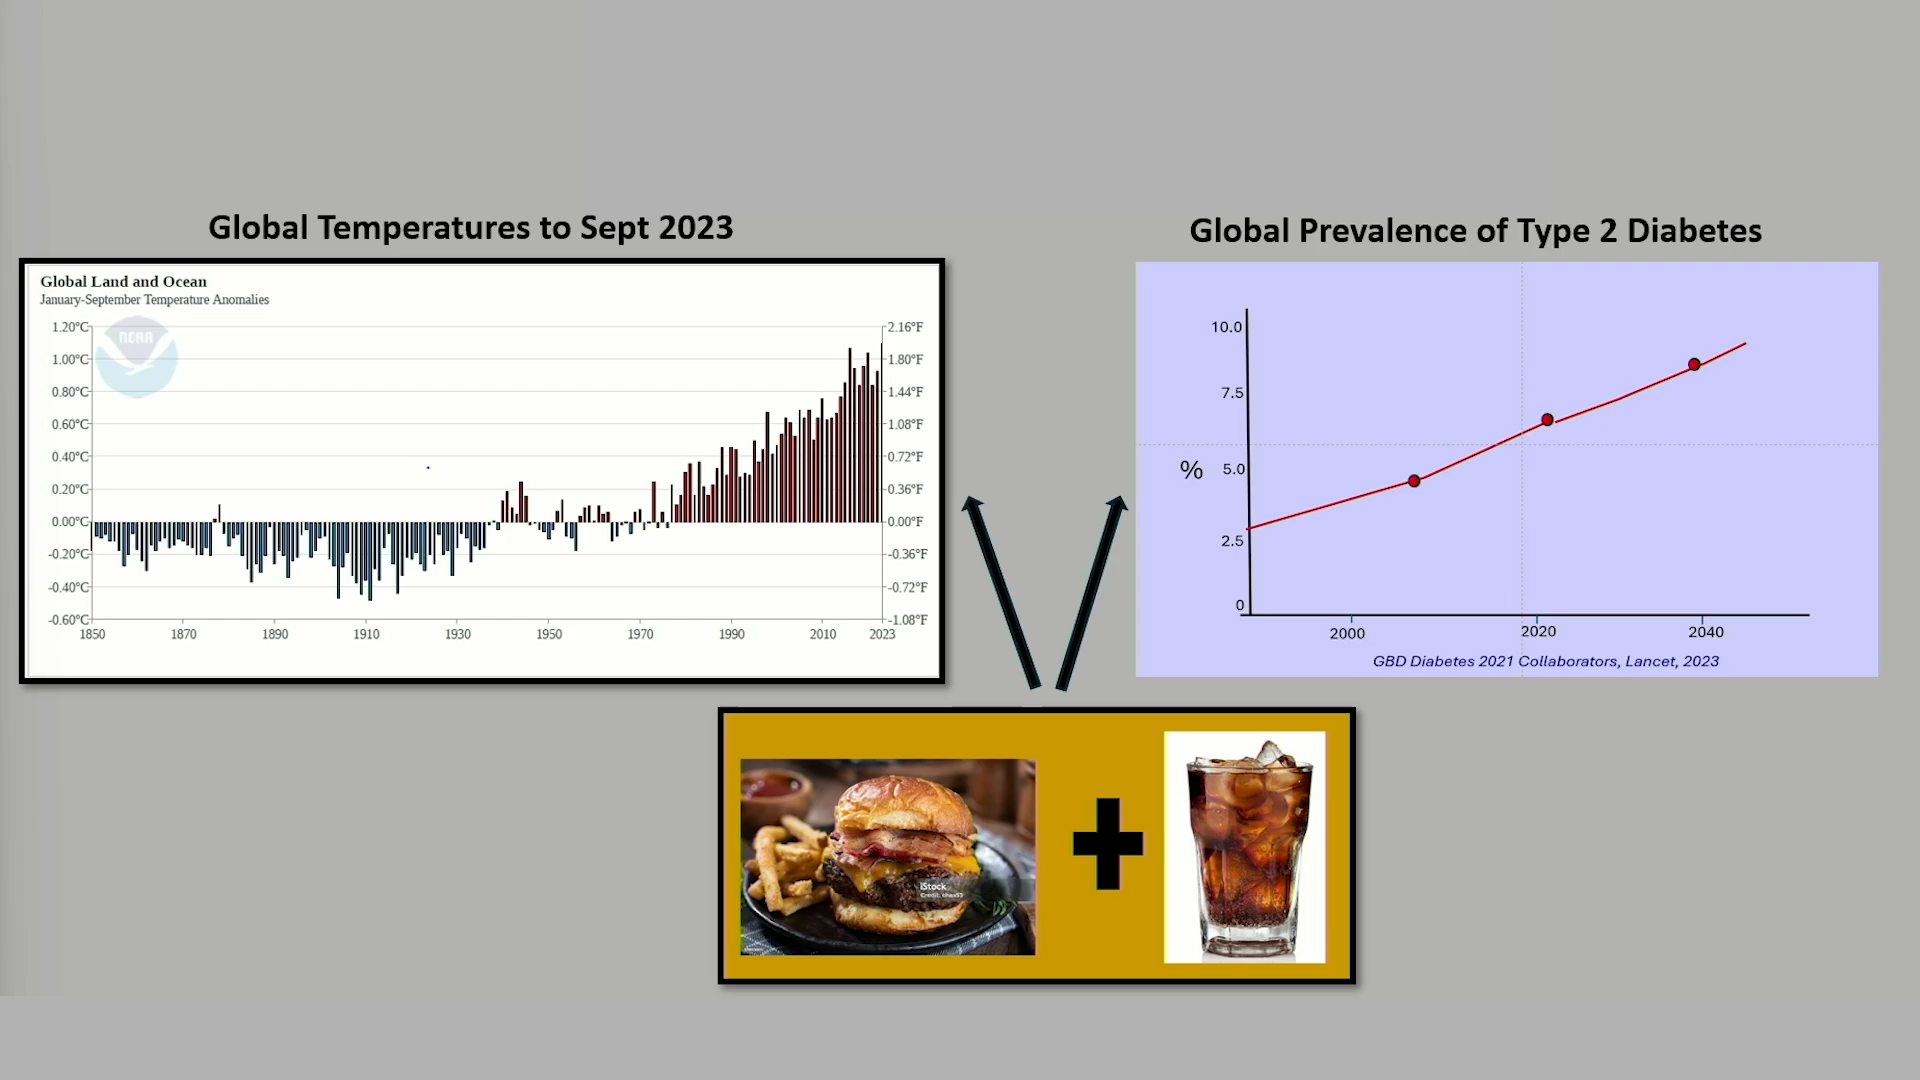 Global Temperatures to Sept 2023
Global Land and Ocean
January-September Temperature Anomalies
NOAA
1.20°C
1.00°C
0.80°C
0.60°C
0.40°C
0.20°C
0.00°C
-0.20°C
-0.40°C
-0.60°C
2.16°F
1.80°F
1.44°F
1.08°F
0.72°F
0.36°F
0.00°F
-0.36°F
-0.72°F
-1.08°F
1850 1870 1890 1910 1930 1950 1970 1990 2010 2023
Global Prevalence of Type 2 Diabetes
10.0
7.5
% 5.0
2.5
0
2000 2020 2040
GBD Diabetes 2021 Collaborators, Lancet, 2023
iStock